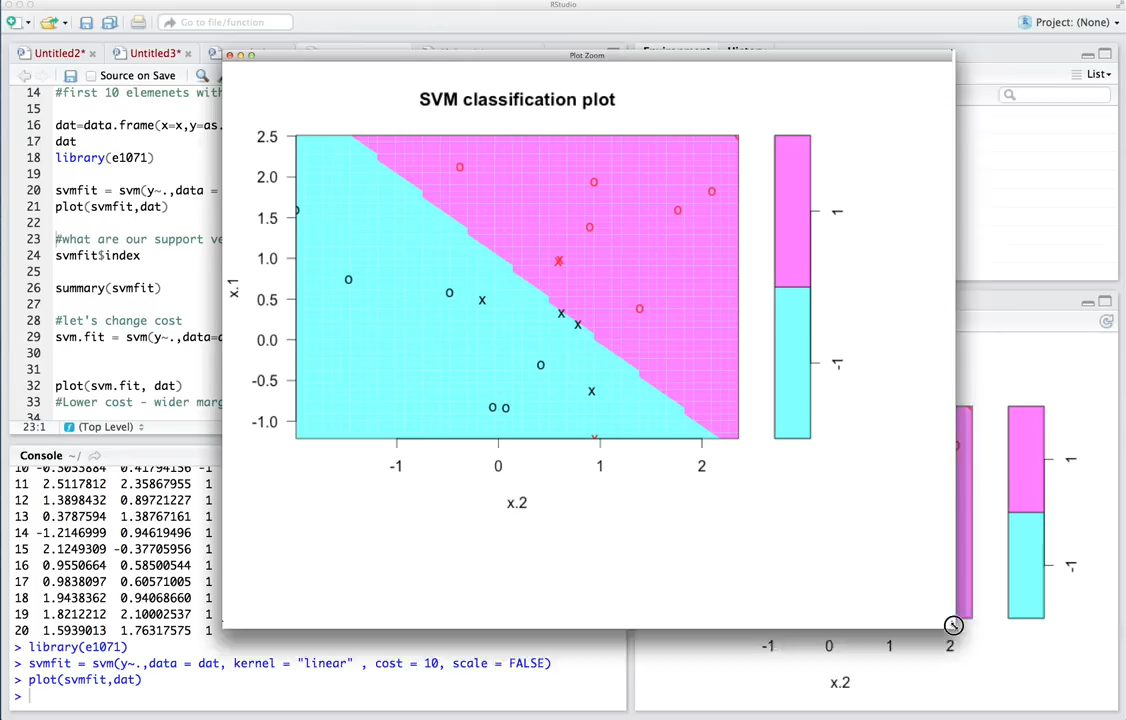 RStudio
Go to file/function
Project: (None)
Untitled2*
Untitled3*
Source on Save
List
14 #first 10 elemenets with
15
16 dat=data.frame(x=x,y=as.
17 dat
18 library(e1071)
19
20 svmfit = svm(y~.,data =
21 plot(svmfit,dat)
22
23 #what are our support ve
24 svmfit$index
25
26 summary(svmfit)
27
28 #let's change cost
29 svm.fit = svm(y~.,data=d
30
31
32 plot(svm.fit, dat)
33 #Lower cost - wider marg
34
23:1 (Top Level)
Console ~/
10 -0.3053884 0.41794156 -1
11 2.5117812 2.35867955 1
12 1.3898432 0.89721227 1
13 0.3787594 1.38767161 1
14 -1.2146999 0.94619496 1
15 2.1249309 -0.37705956 1
16 0.9550664 0.58500544 1
17 0.9838097 0.60571005 1
18 1.9438362 0.94068660 1
19 1.8212212 2.10002537 1
20 1.5939013 1.76317575 1
> library(e1071)
> svmfit = svm(y~.,data = dat, kernel = "linear" , cost = 10, scale = FALSE)
> plot(svmfit,dat)
>
Plot Zoom
SVM classification plot
2.5
2.0
1.5
1.0
0.5
0.0
-0.5
-1.0
x.1
-1 0 1 2
x.2
1
-1
1
-1
-1 0 1 2
x.2